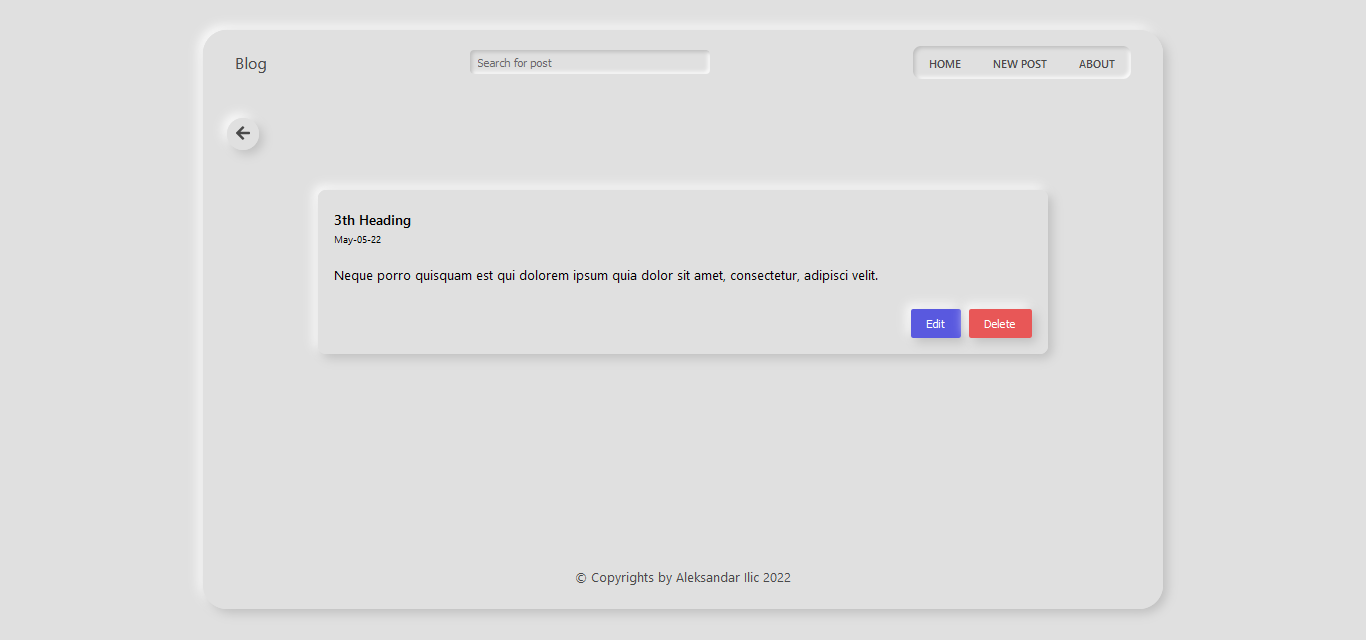 Blog
Search for post
HOME NEW POST ABOUT
3th Heading
May-05-22
Neque porro quisquam est qui dolorem ipsum quia dolor sit amet, consectetur, adipisci velit.
Edit Delete
© Copyrights by Aleksandar Ilic 2022